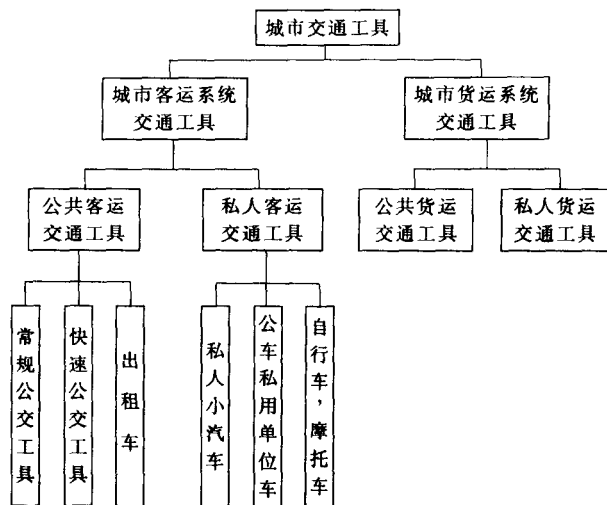 城市交通工具
城市客运系统
交通工具
城市货运系统
交通工具
公共客运
交通工具
私人客运
交通工具
公共货运
交通工具
私人货运
交通工具
常规公交工具
快速公交工具
出租车
私人小汽车
公车私用单位车
自行车，摩托车